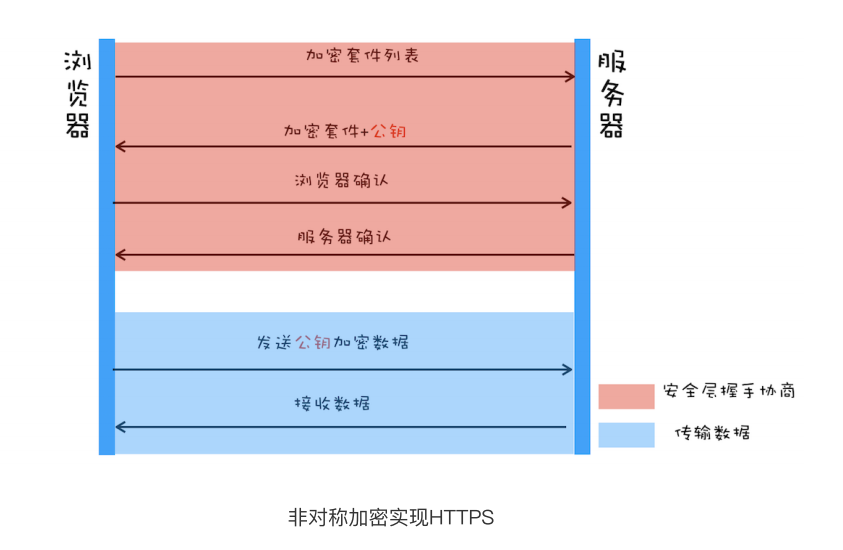 浏览器
服务器
加密套件列表
加密套件+公钥
浏览器确认
服务器确认
发送公钥加密数据
接收数据
安全层握手协商
传输数据
非对称加密实现HTTPS